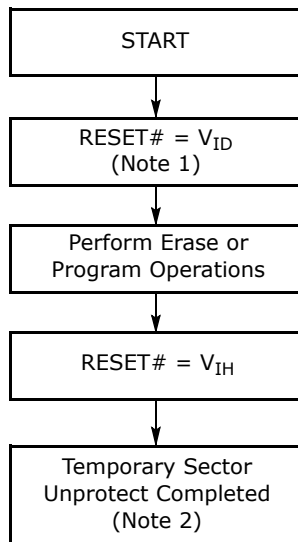 START
RESET# = VID
(Note 1)
Perform Erase or
Program Operations
RESET# = VIH
Temporary Sector
Unprotect Completed
(Note 2)